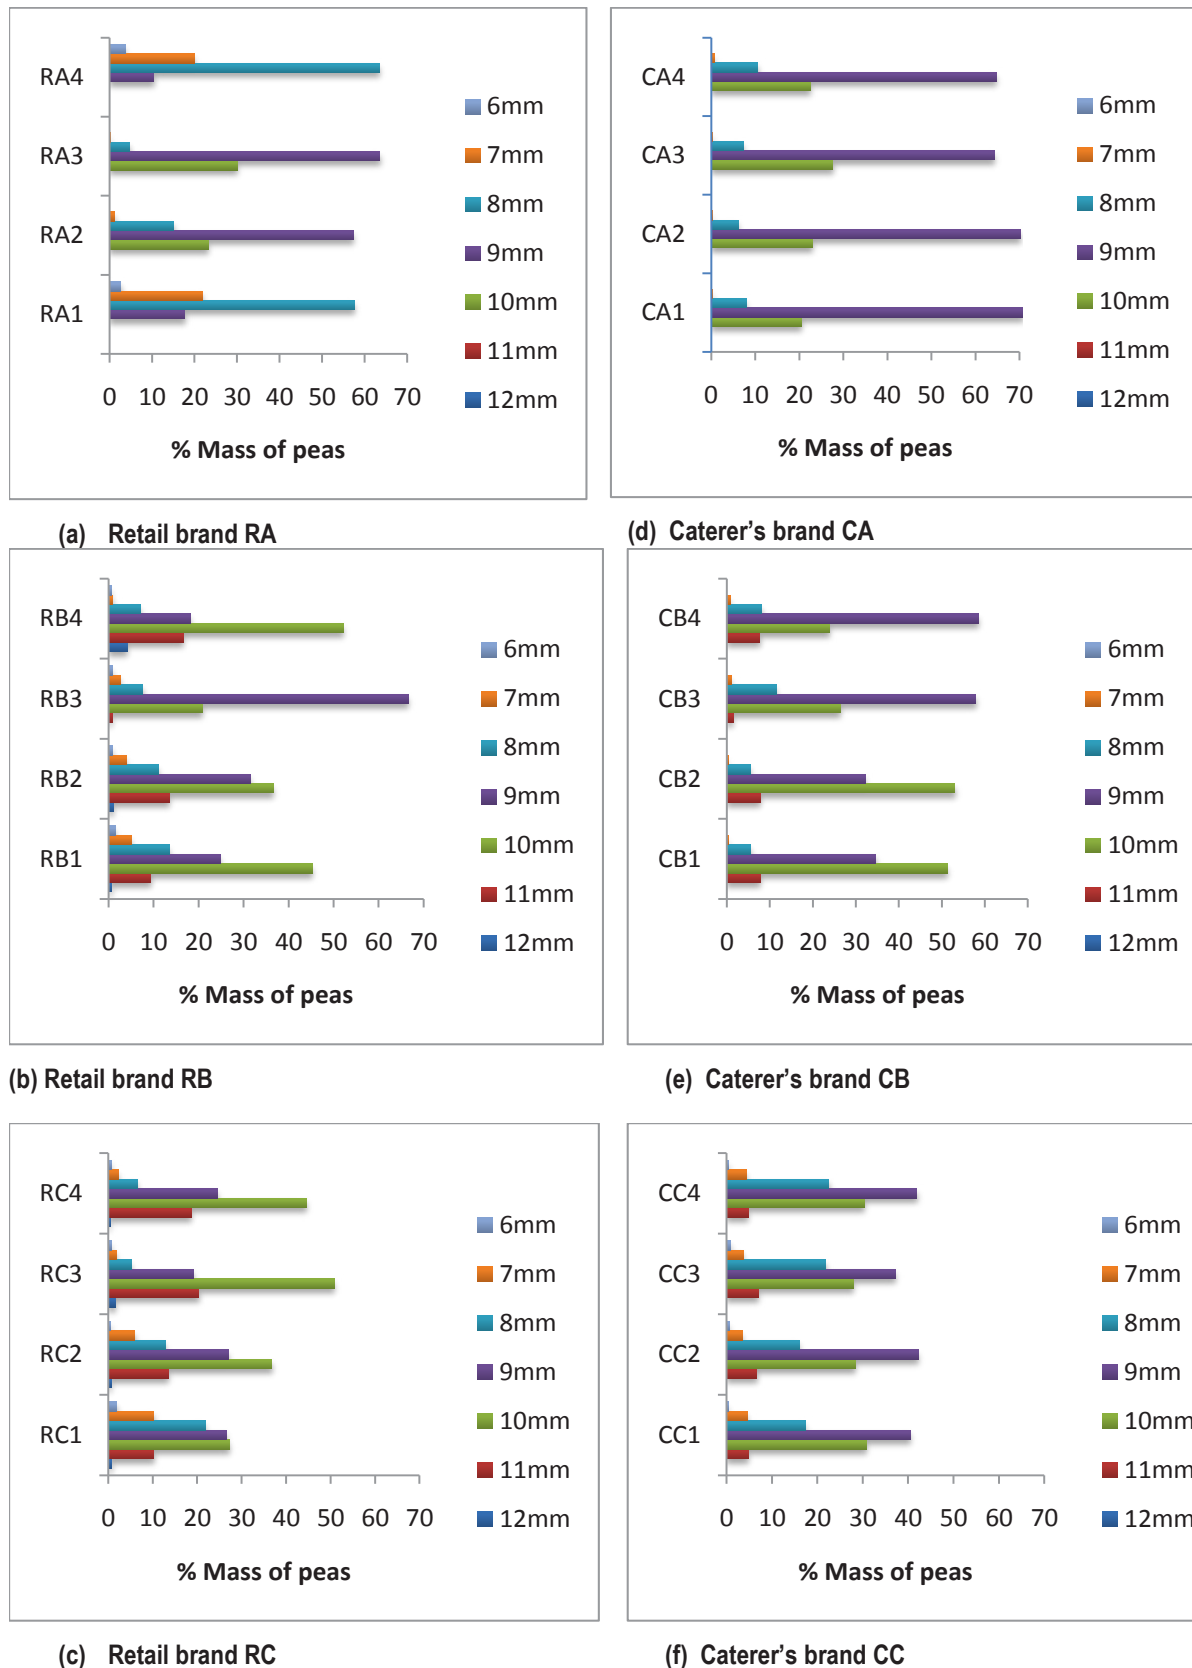 RA4
RA3
RA2
RA1
0 10 20 30 40 50 60 70
% Mass of peas
6mm
7mm
8mm
9mm
10mm
11mm
12mm
(a) Retail brand RA
CA4
CA3
CA2
CA1
0 10 20 30 40 50 60 70
% Mass of peas
6mm
7mm
8mm
9mm
10mm
11mm
12mm
(d) Caterer’s brand CA
RB4
RB3
RB2
RB1
0 10 20 30 40 50 60 70
% Mass of peas
6mm
7mm
8mm
9mm
10mm
11mm
12mm
(b) Retail brand RB
CB4
CB3
CB2
CB1
0 10 20 30 40 50 60 70
% Mass of peas
6mm
7mm
8mm
9mm
10mm
11mm
12mm
(e) Caterer’s brand CB
RC4
RC3
RC2
RC1
0 10 20 30 40 50 60 70
% Mass of peas
6mm
7mm
8mm
9mm
10mm
11mm
12mm
(c) Retail brand RC
CC4
CC3
CC2
CC1
0 10 20 30 40 50 60 70
% Mass of peas
6mm
7mm
8mm
9mm
10mm
11mm
12mm
(f) Caterer’s brand CC